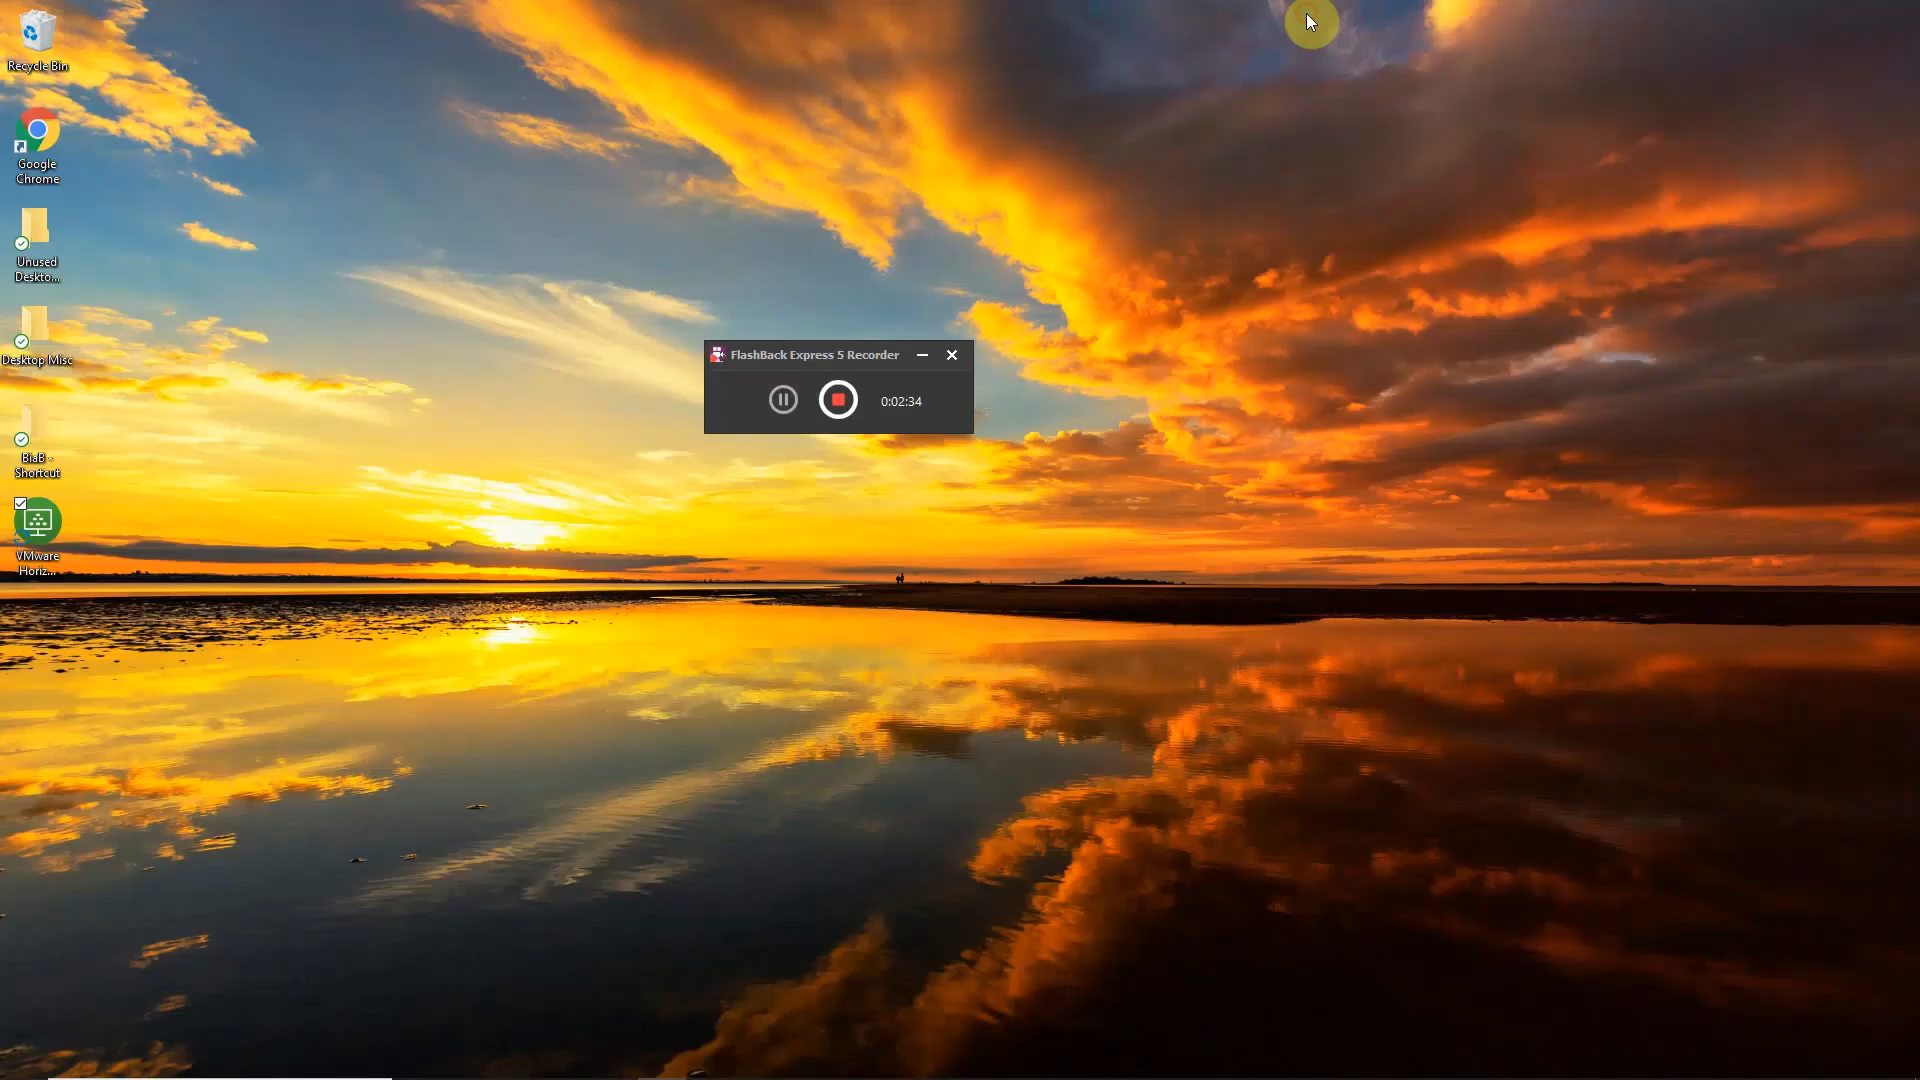 Recycle Bin
Google
Chrome
Unused
Deskto...
Desktop Misc
BiaB -
Shortcut
VMware
Horiz...
FlashBack Express 5 Recorder
0:02:34